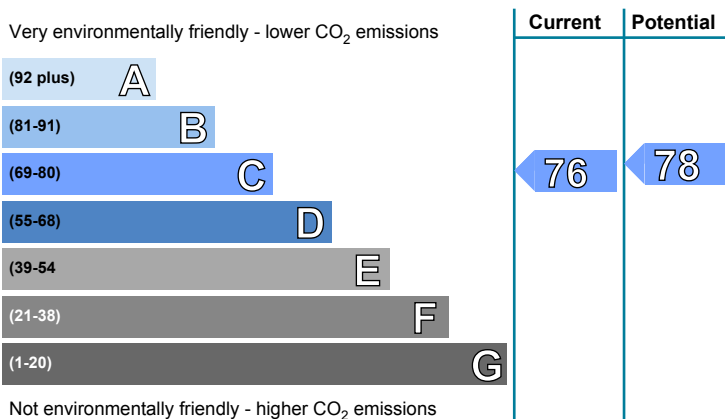 Very environmentally friendly - lower CO2 emissions
Current
Potential
(92 plus) A
(81-91) B
(69-80) C
76
78
(55-68) D
(39-54 E
(21-38) F
(1-20) G
Not environmentally friendly - higher CO2 emissions